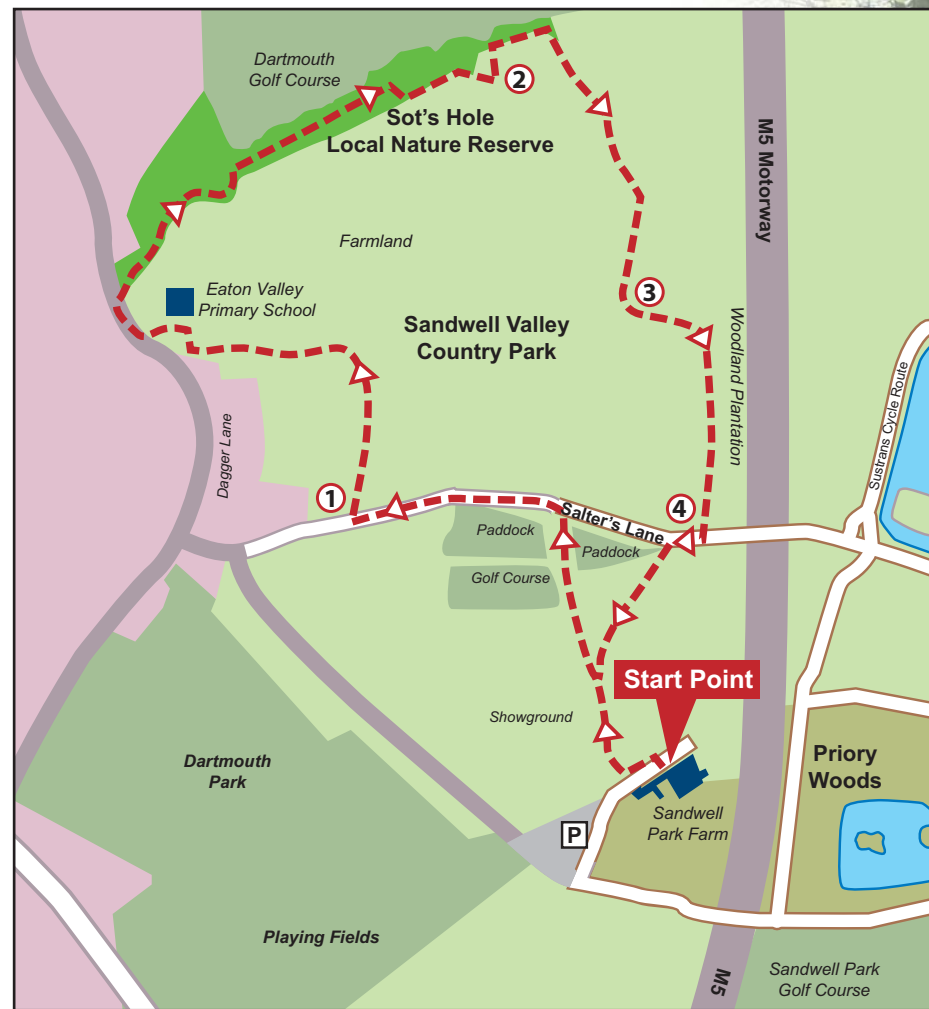 Dartmouth
Golf Course
2
Sot's Hole
Local Nature Reserve
M5 Motorway
Farmland
Eaton Valley
Primary School
3
Sandwell Valley
Country Park
Woodland Plantation
Sustrans Cycle Route
Dagger Lane
1
4
Salter's Lane
Paddock
Paddock
Golf Course
Start Point
Showground
Dartmouth
Park
Priory
Woods
P
Sandwell
Park Farm
Playing Fields
M5
Sandwell Park
Golf Course